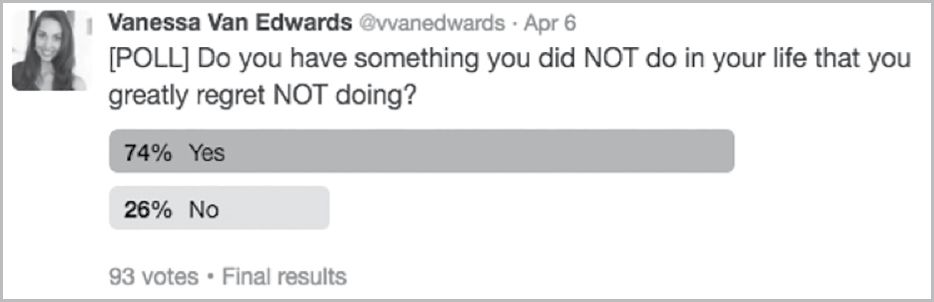 Vanessa Van Edwards @vvanedwards · Apr 6
[POLL] Do you have something you did NOT do in your life that you
greatly regret NOT doing?
74% Yes
26% No
93 votes • Final results